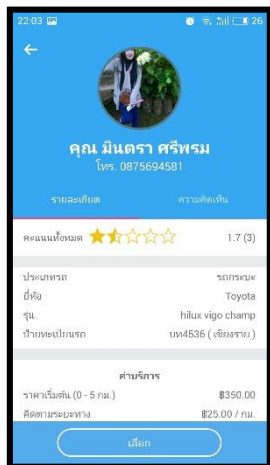 22:03 26
คุณ มินตรา ศรีพรม
โทร. 0875694581
รายละเอียด ความคิดเห็น
คะแนนทั้งหมด 1.7 (3)
ประเภทรถ รถกระบะ
ยี่ห้อ Toyota
รุ่น hilux vigo champ
ป้ายทะเบียนรถ บท4536 ( เชียงราย )
ค่าบริการ
ราคาเริ่มต้น (0 - 5 กม.) ฿350.00
คิดตามระยะทาง ฿25.00 / กม.
เลือก